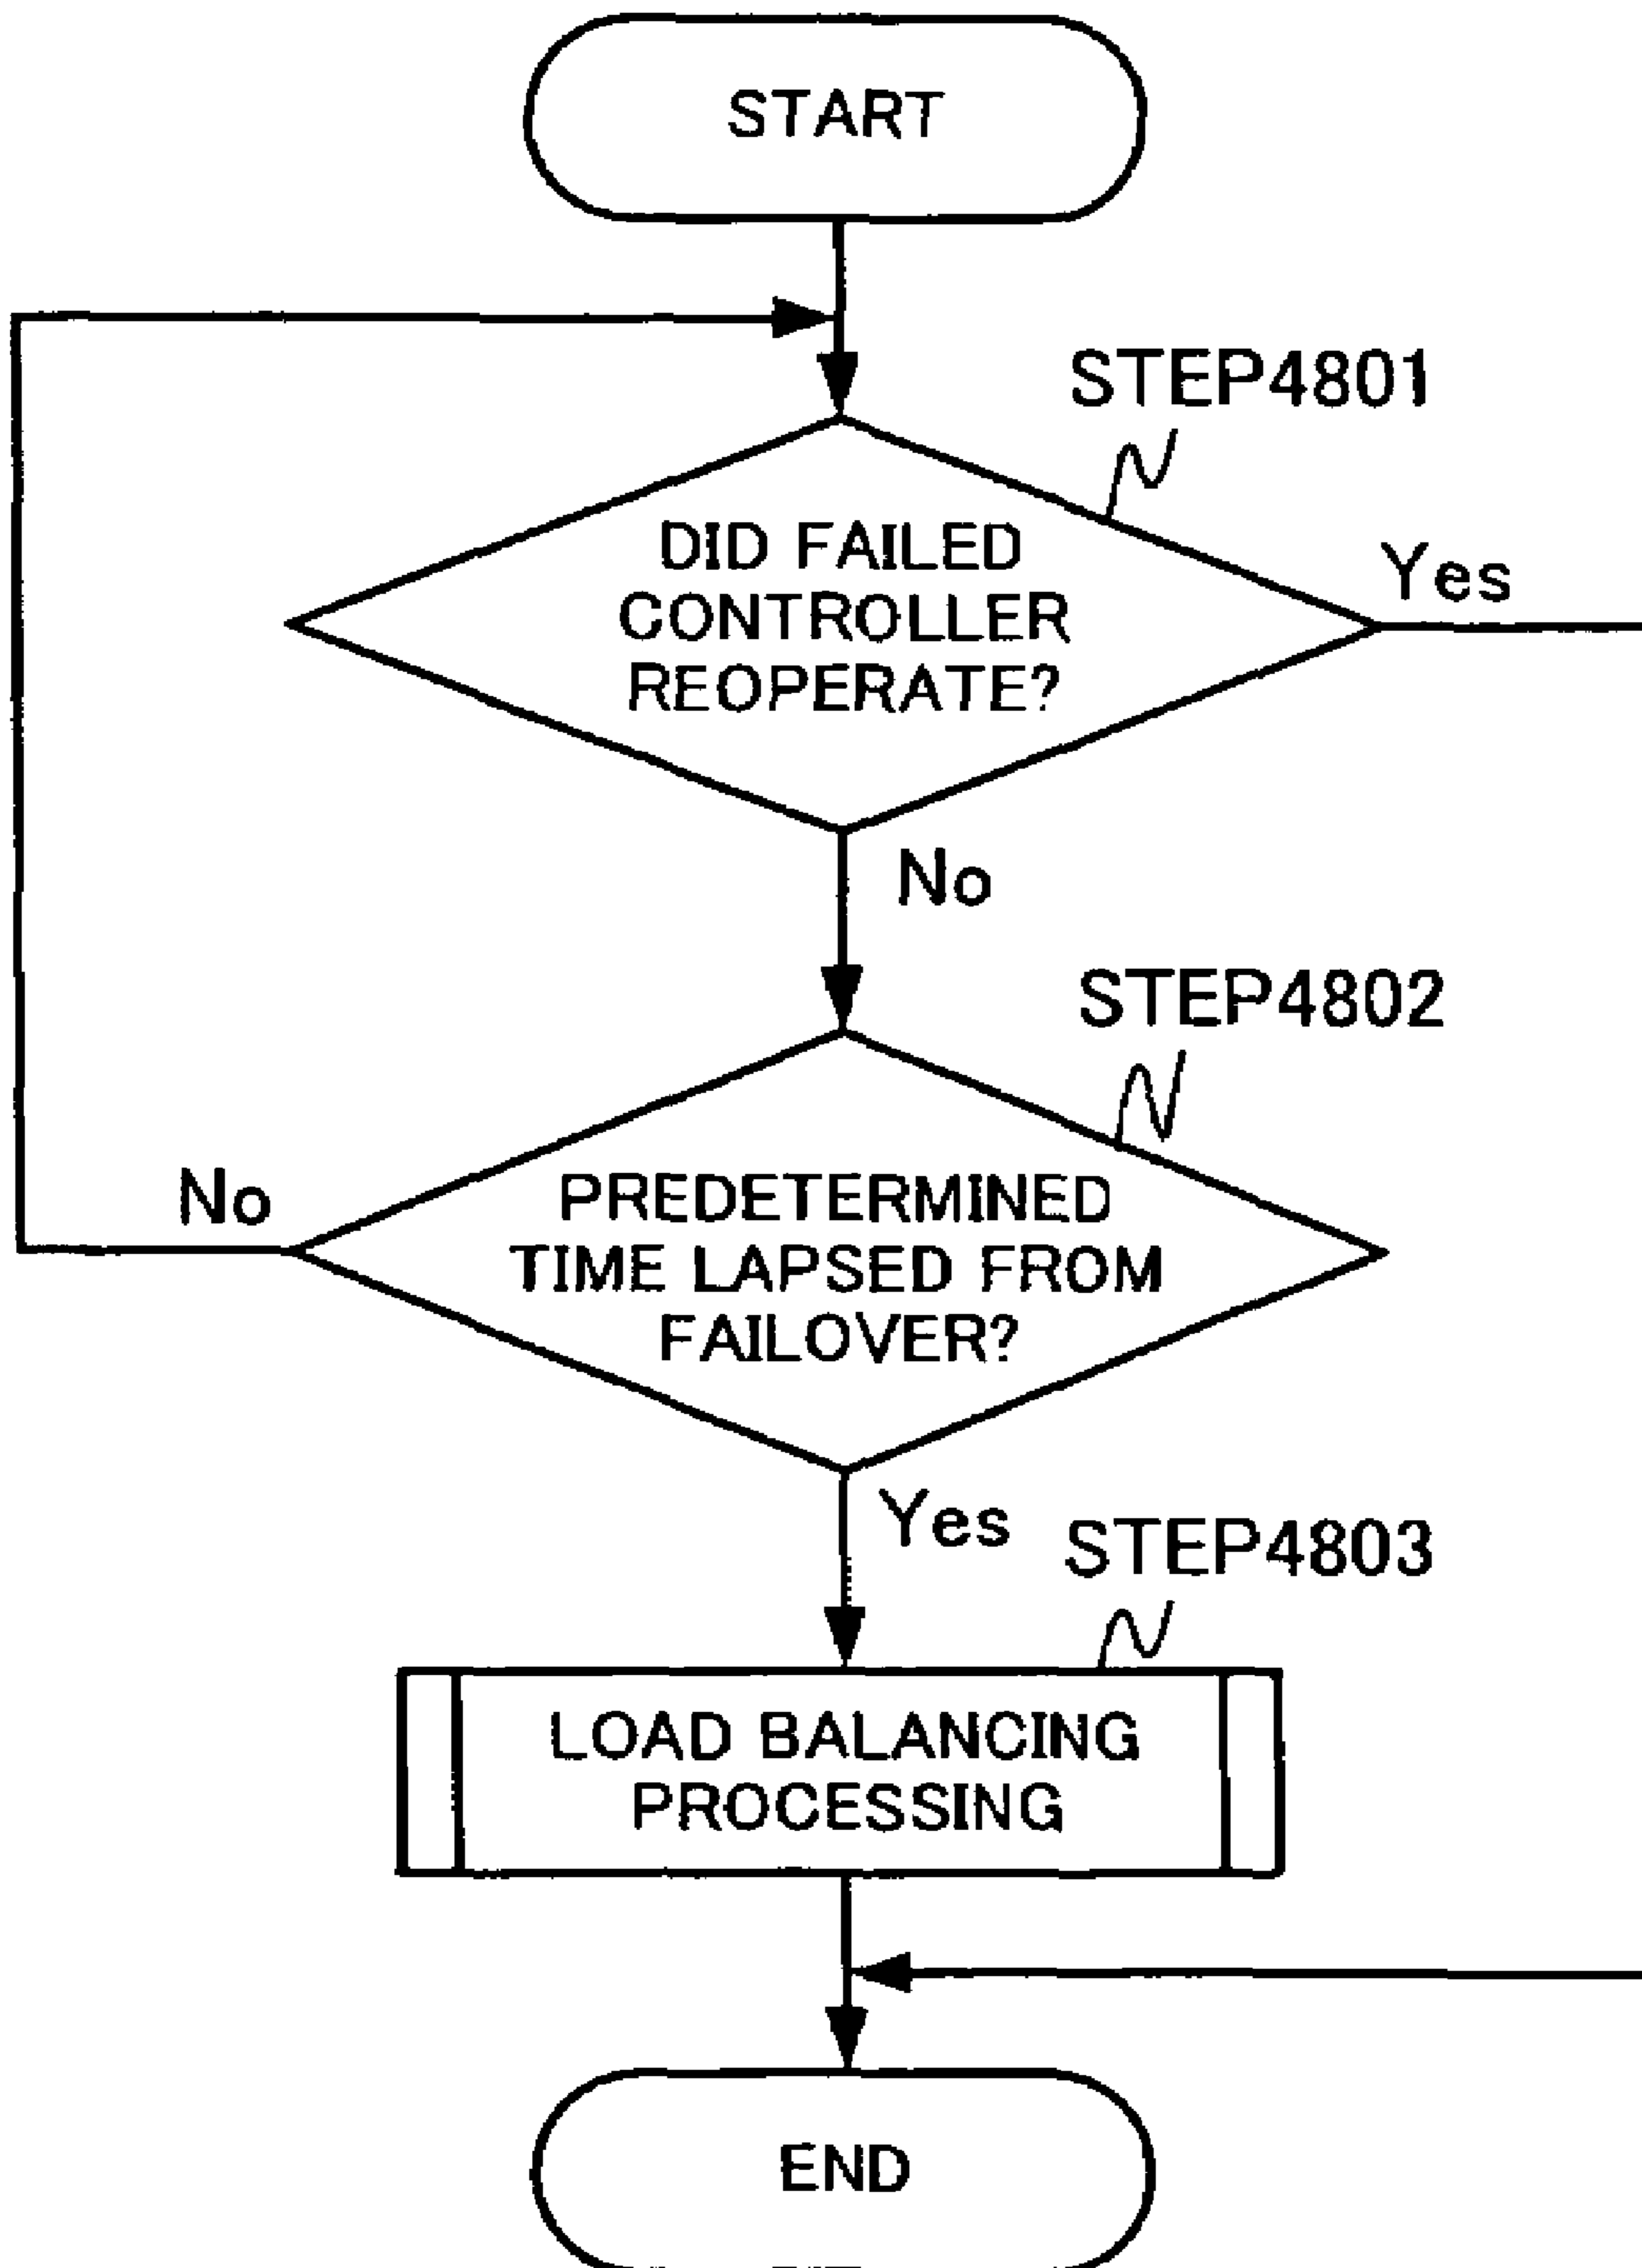 START
STEP4801
DID FAILED
CONTROLLER
REOPERATE?
Yes
No
STEP4802
PREDETERMINED
TIME LAPSED FROM
FAILOVER?
No
Yes
STEP4803
LOAD BALANCING
PROCESSING
END